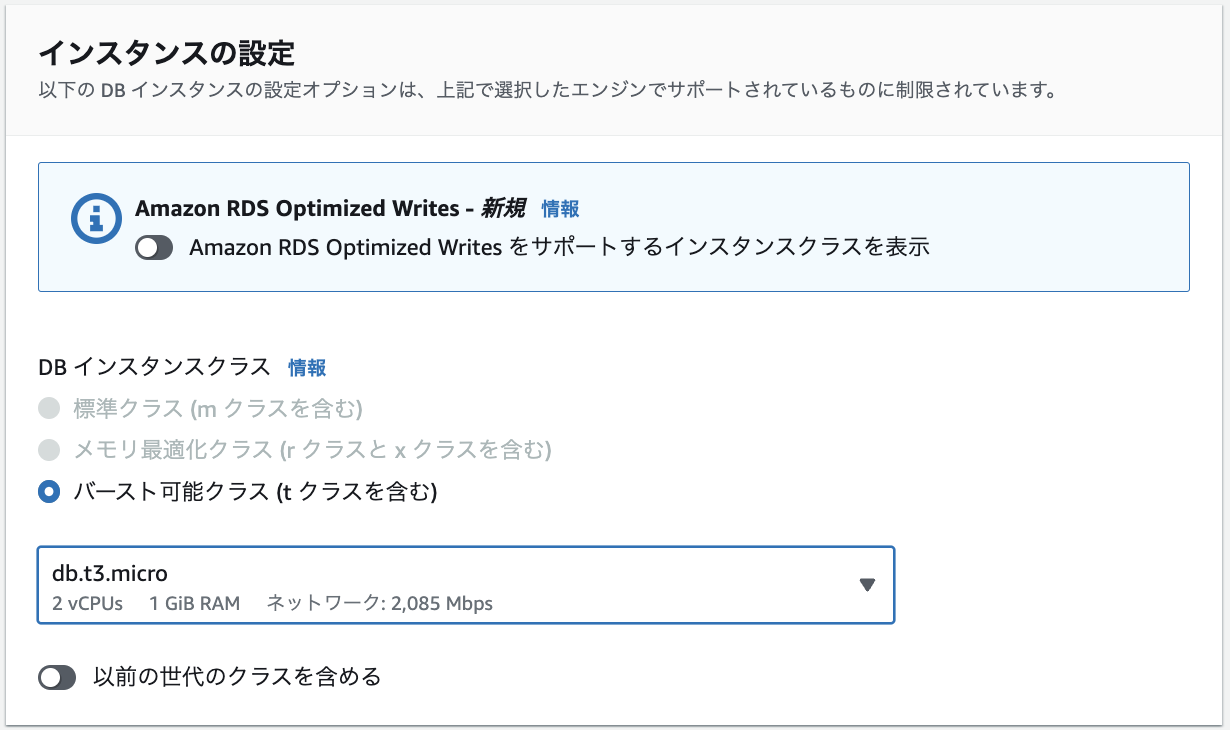 インスタンスの設定
以下の DB インスタンスの設定オプションは、上記で選択したエンジンでサポートされているものに制限されています。
Amazon RDS Optimized Writes - 新規 情報
Amazon RDS Optimized Writes をサポートするインスタンスクラスを表示
DB インスタンスクラス 情報
標準クラス (m クラスを含む)
メモリ最適化クラス (r クラスと x クラスを含む)
バースト可能クラス (t クラスを含む)
db.t3.micro
2 vCPUs 1 GiB RAM ネットワーク: 2,085 Mbps
以前の世代のクラスを含める